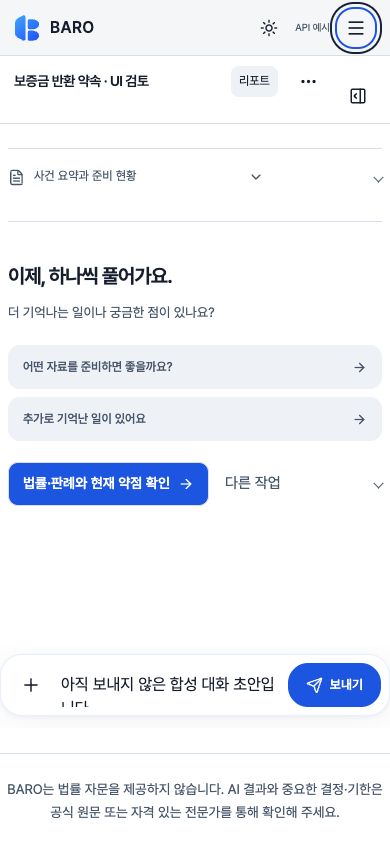 BARO
API 예시
보증금 반환 약속 · UI 검토
리포트
사건 요약과 준비 현황
이제, 하나씩 풀어가요.
더 기억나는 일이나 궁금한 점이 있나요?
어떤 자료를 준비하면 좋을까요?
추가로 기억난 일이 있어요
법률·판례와 현재 약점 확인
다른 작업
아직 보내지 않은 합성 대화 초안입
니다
보내기
BARO는 법률 자문을 제공하지 않습니다. AI 결과와 중요한 결정·기한은
공식 원문 또는 자격 있는 전문가를 통해 확인해 주세요.